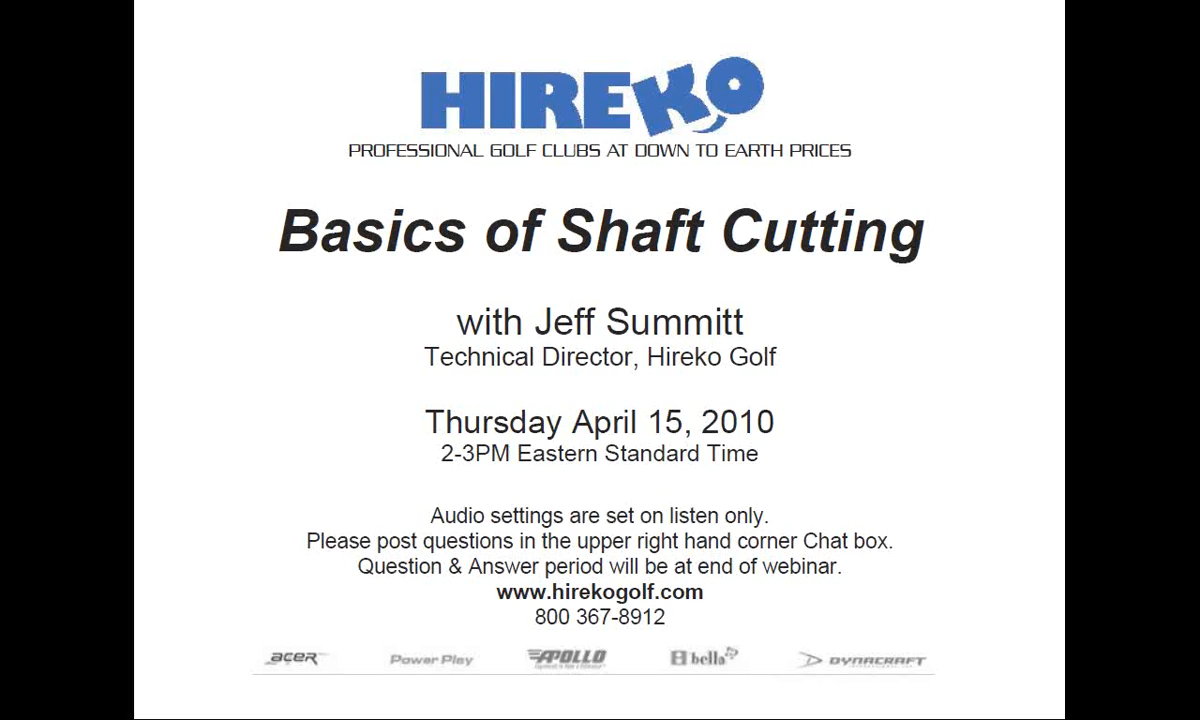 HIREKO
PROFESSIONAL GOLF CLUBS AT DOWN TO EARTH PRICES
Basics of Shaft Cutting
with Jeff Summitt
Technical Director, Hireko Golf
Thursday April 15, 2010
2-3PM Eastern Standard Time
Audio settings are set on listen only.
Please post questions in the upper right hand corner Chat box.
Question & Answer period will be at end of webinar.
www.hirekogolf.com
800 367-8912
ACER Power Play APOLLO bella DYNACRAFT